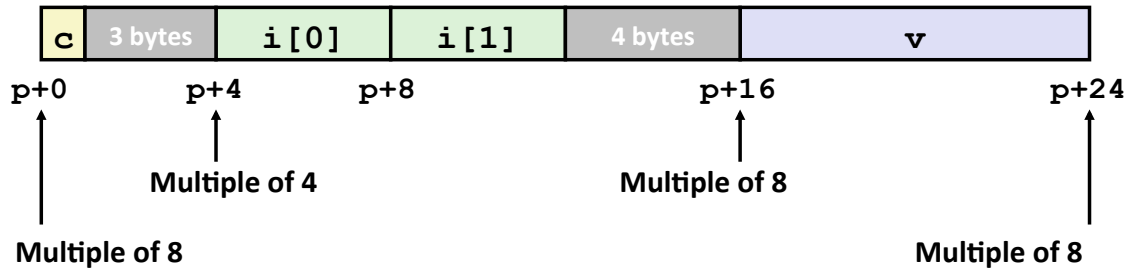 c 3 bytes i[0] i[1] 4 bytes v
p+0 p+4 p+8 p+16 p+24
Multiple of 4 Multiple of 8
Multiple of 8 Multiple of 8